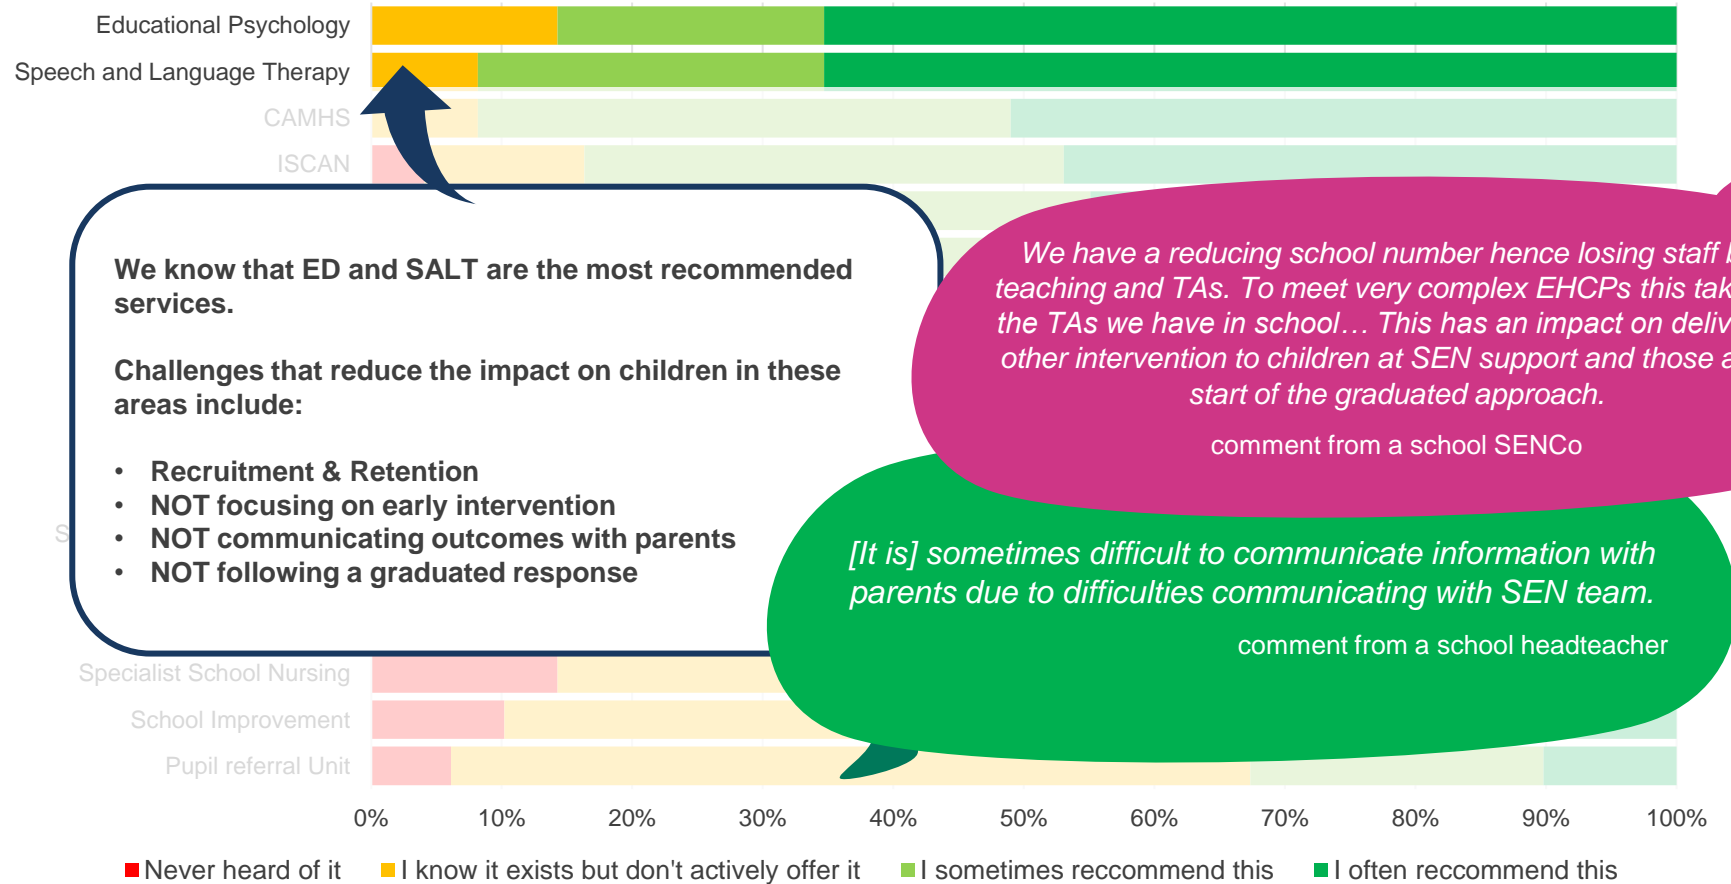 Educational Psychology
Speech and Language Therapy
CAMHS
ISCAN
We know that ED and SALT are the most recommended
services.
Challenges that reduce the impact on children in these
areas include:
• Recruitment & Retention
• NOT focusing on early intervention
• NOT communicating outcomes with parents
• NOT following a graduated response
We have a reducing school number hence losing staff
teaching and TAs. To meet very complex EHCPs this
the TAs we have in school… This has an impact on
other intervention to children at SEN support and those
start of the graduated approach.
comment from a school SENCo
[It is] sometimes difficult to communicate information with
parents due to difficulties communicating with SEN team.
comment from a school headteacher
S
Specialist School Nursing
School Improvement
Pupil referral Unit
0% 10% 20% 30% 40% 50% 60% 70% 80% 90% 100%
Never heard of it I know it exists but don't actively offer it I sometimes reccommend this I often reccommend this